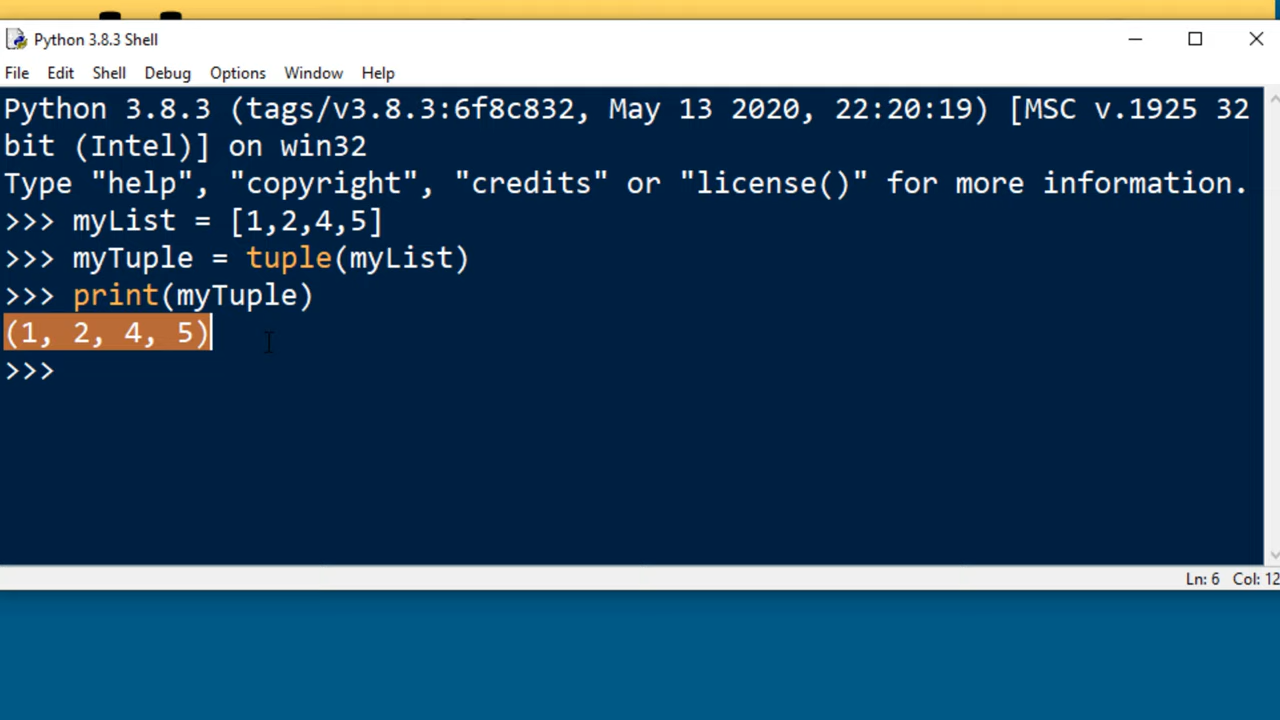 Python 3.8.3 Shell
File Edit Shell Debug Options Window Help
Python 3.8.3 (tags/v3.8.3:6f8c832, May 13 2020, 22:20:19) [MSC v.1925 32
bit (Intel)] on win32
Type "help", "copyright", "credits" or "license()" for more information.
>>> myList = [1,2,4,5]
>>> myTuple = tuple(myList)
>>> print(myTuple)
(1, 2, 4, 5)
>>>
Ln: 6 Col: 12